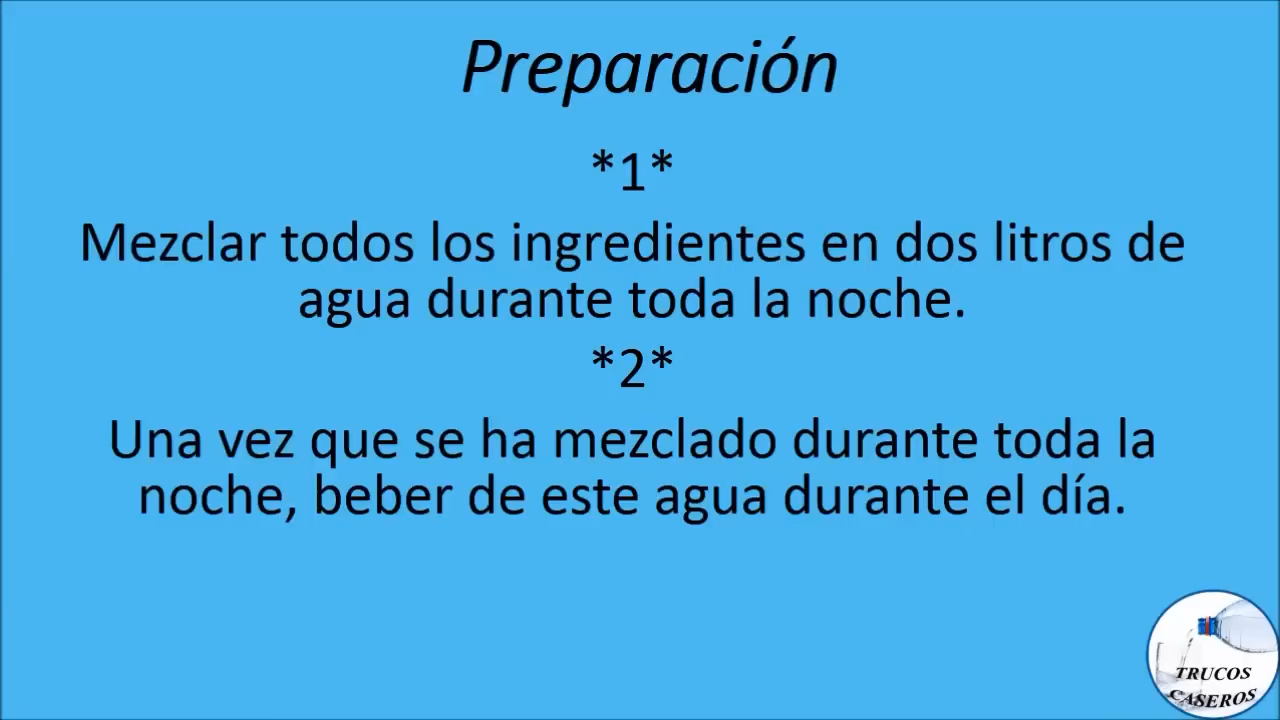 Preparación
*1*
Mezclar todos los ingredientes en dos litros de
agua durante toda la noche.
*2*
Una vez que se ha mezclado durante toda la
noche, beber de este agua durante el día.
TRUCOS
CASEROS